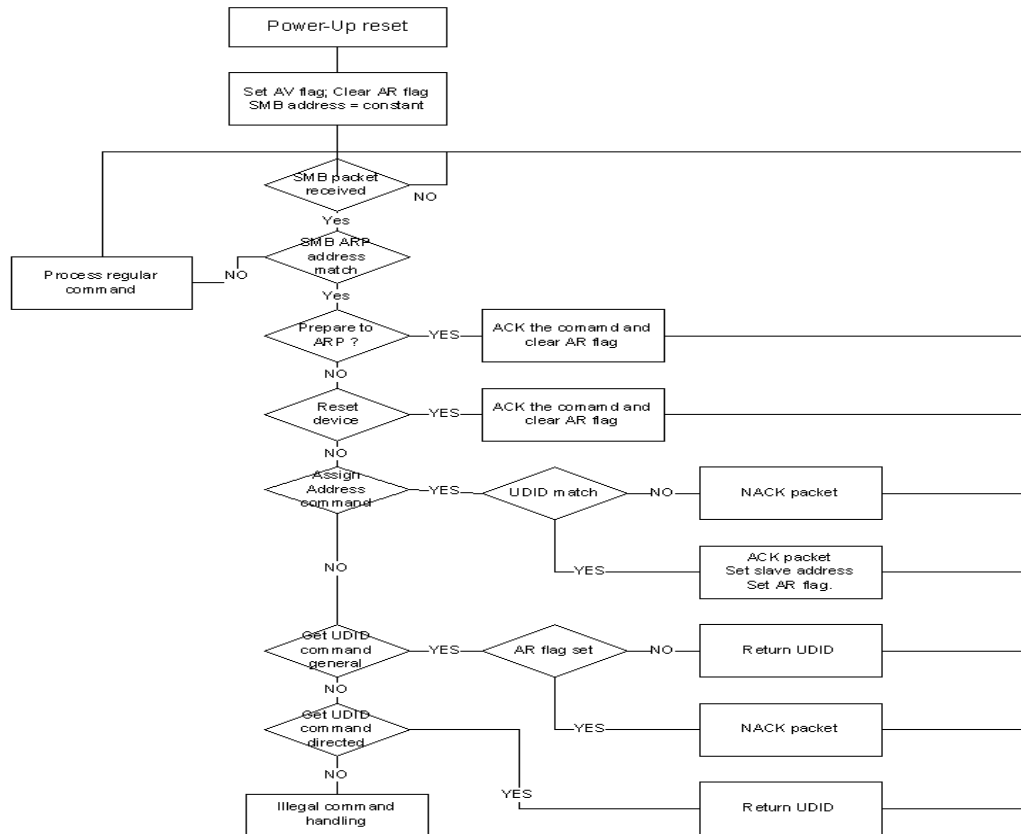 Power-Up reset
Set AV flag; Clear AR flag
SMB address = constant
SMB packet
received
NO
Yes
SMB ARP
address
match
NO
Process regular
command
Yes
Prepare to
ARP ?
YES
ACK the comamd and
clear AR flag
NO
Reset
device
YES
ACK the comamd and
clear AR flag
NO
Assign
Address
command
YES
UDID match
NO
NACK packet
YES
ACK packet
Set slave address
Set AR flag.
NO
Get UDID
command
general
YES
AR flag set
NO
Return UDID
NO
YES
NACK packet
Get UDID
command
directed
NO
YES
Return UDID
Illegal command
handling